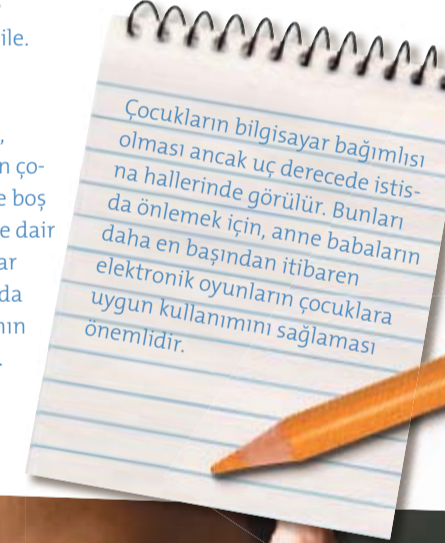 ile.
,
n ço-
e boş
e dair
ar
da
nın
.
Çocukların bilgisayar bağımlısı
olması ancak uç derecede istis-
na hallerinde görülür. Bunları
da önlemek için, anne babaların
daha en başından itibaren
elektronik oyunların çocuklara
uygun kullanımını sağlaması
önemlidir.